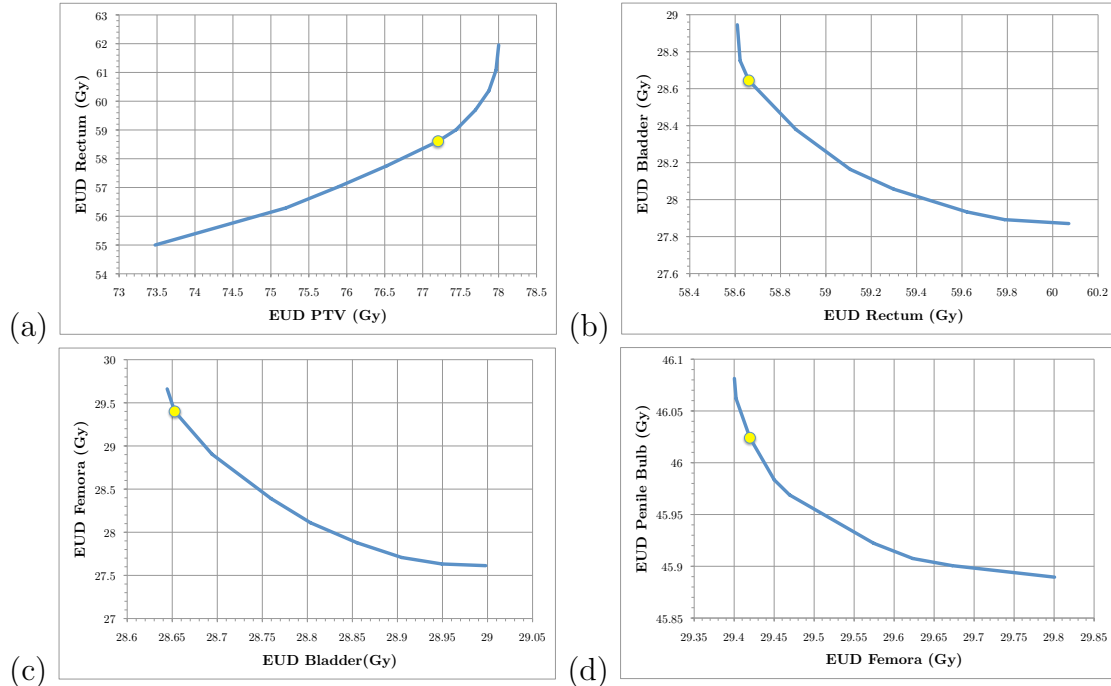 63
62
61
60
59
58
57
56
55
54
EUD Rectum (Gy)
73 73.5 74 74.5 75 75.5 76 76.5 77 77.5 78 78.5
EUD PTV (Gy)
(a)
29
28.8
28.6
28.4
28.2
28
27.8
27.6
EUD Bladder (Gy)
58.4 58.6 58.8 59 59.2 59.4 59.6 59.8 60 60.2
EUD Rectum (Gy)
(b)
30
29.5
29
28.5
28
27.5
27
EUD Femora (Gy)
28.6 28.65 28.7 28.75 28.8 28.85 28.9 28.95 29 29.05
EUD Bladder(Gy)
(c)
46.1
46.05
46
45.95
45.9
45.85
EUD Penile Bulb (Gy)
29.35 29.4 29.45 29.5 29.55 29.6 29.65 29.7 29.75 29.8 29.85
EUD Femora (Gy)
(d)